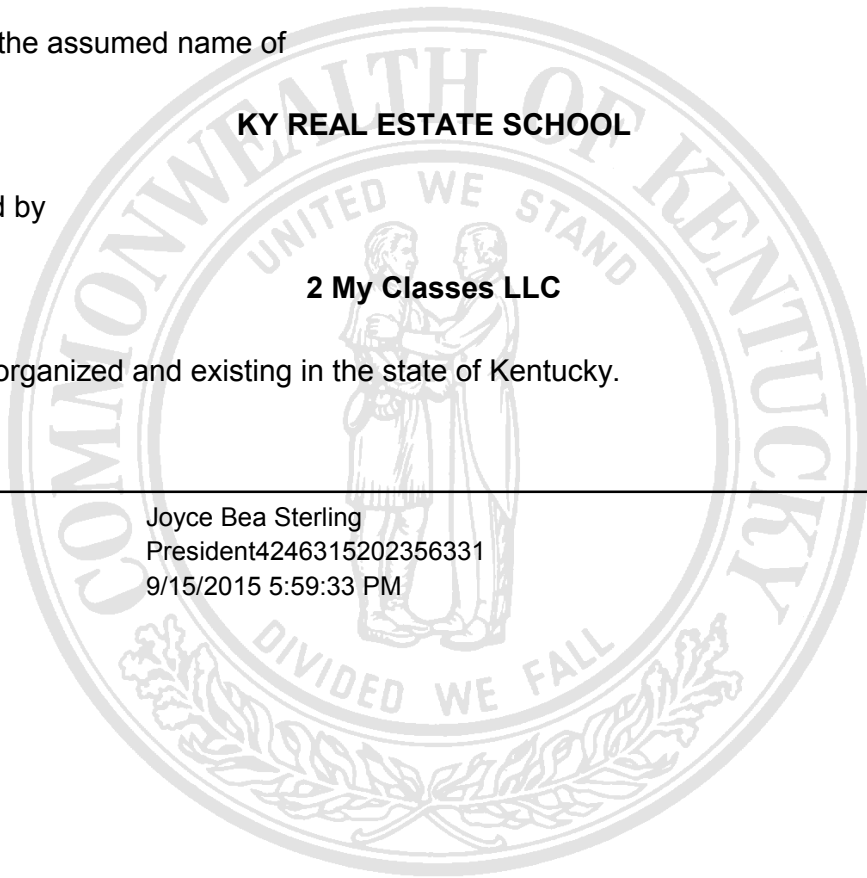 the assumed name of
KY REAL ESTATE SCHOOL
d by
2 My Classes LLC
organized and existing in the state of Kentucky.
Joyce Bea Sterling
President4246315202356331
9/15/2015 5:59:33 PM
COMMONWEALTH OF KENTUCKY
UNITED WE STAND
DIVIDED WE FALL